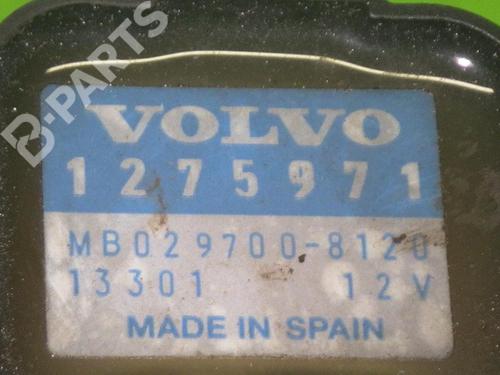 B-PARTS
VOLVO
1275971
MB029700-8120
13301 12V
MADE IN SPAIN